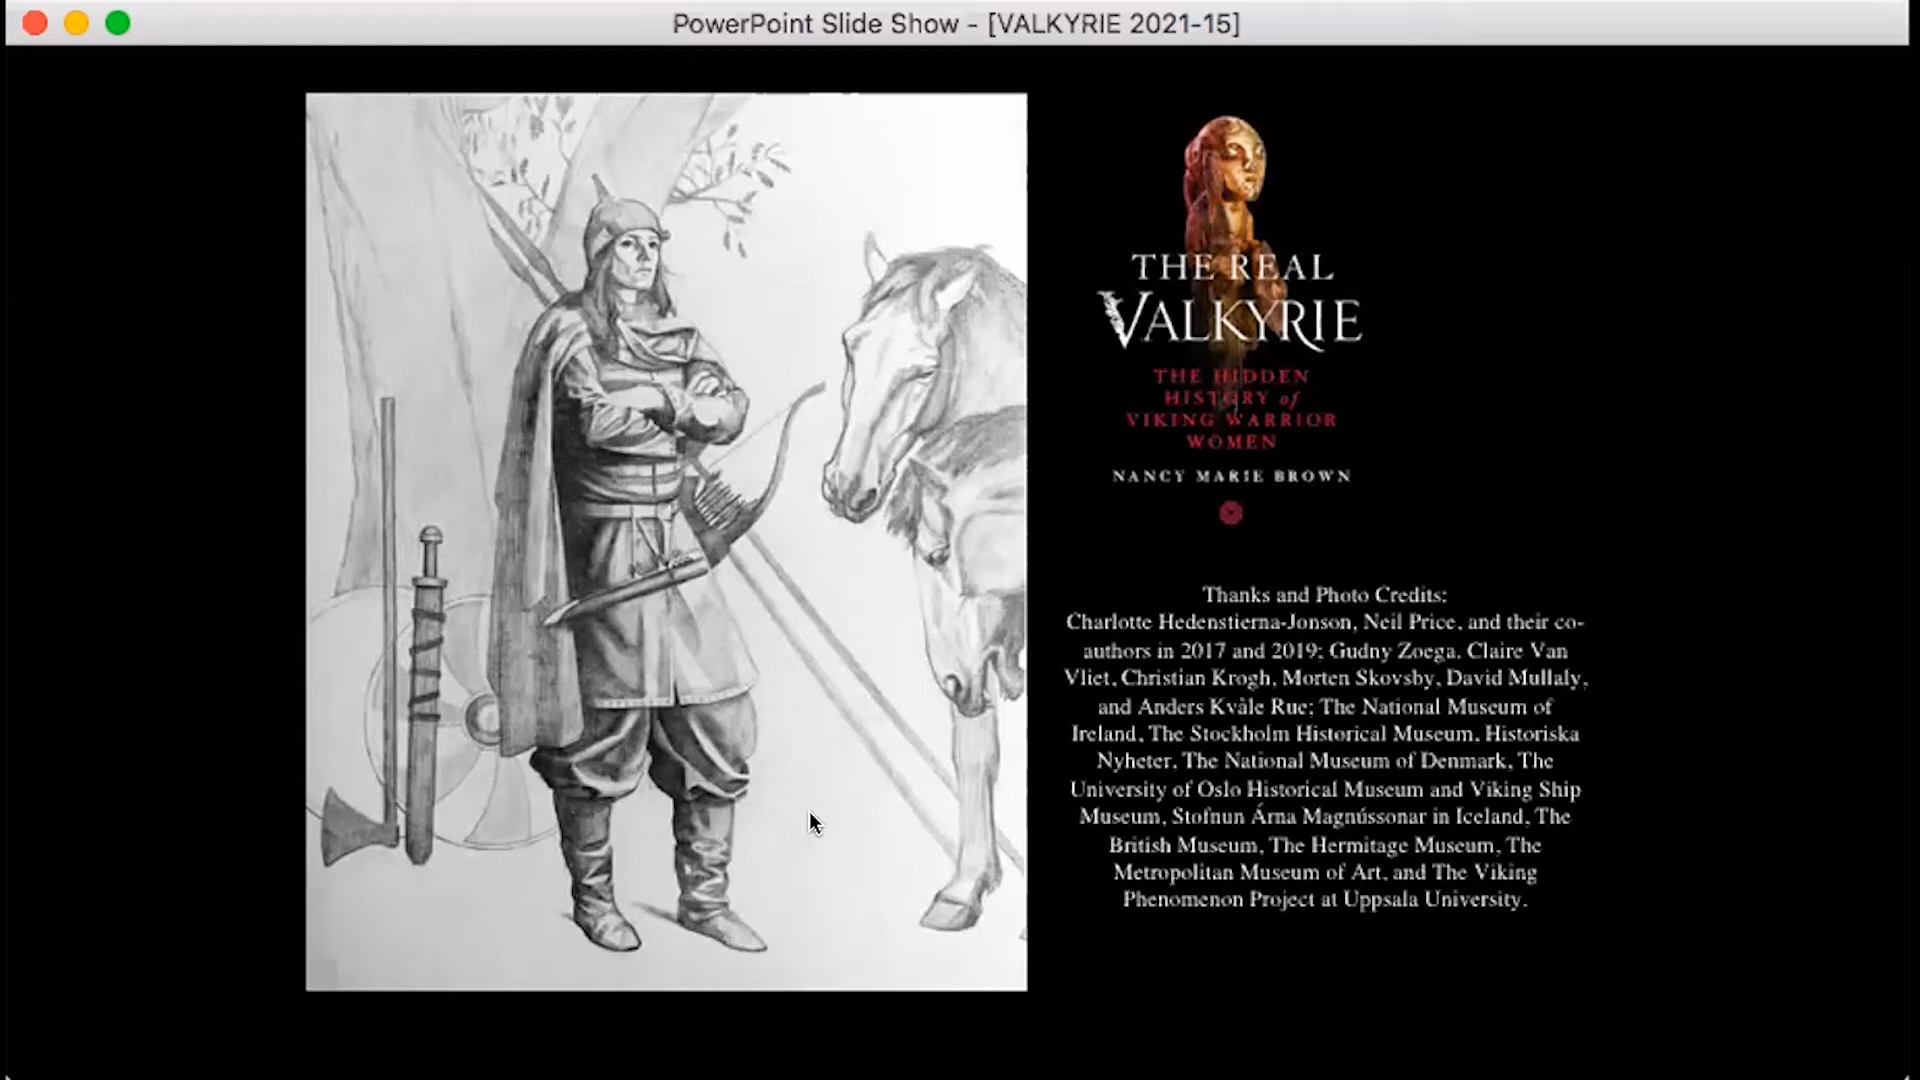 PowerPoint Slide Show - [VALKYRIE 2021-15]
THE REAL
VALKYRIE
THE HIDDEN
HISTORY of
VIKING WARRIOR
WOMEN
NANCY MARIE BROWN
Thanks and Photo Credits:
Charlotte Hedenstierna-Jonson, Neil Price, and their co-
authors in 2017 and 2019; Gudny Zoega. Claire Van
Vliet, Christian Krogh, Morten Skovsby, David Mullaly,
and Anders Kvåle Rue; The National Museum of
Ireland, The Stockholm Historical Museum, Historiska
Nyheter, The National Museum of Denmark, The
University of Oslo Historical Museum and Viking Ship
Museum, Stofnun Árna Magnússonar in Iceland, The
British Museum, The Hermitage Museum, The
Metropolitan Museum of Art, and The Viking
Phenomenon Project at Uppsala University.